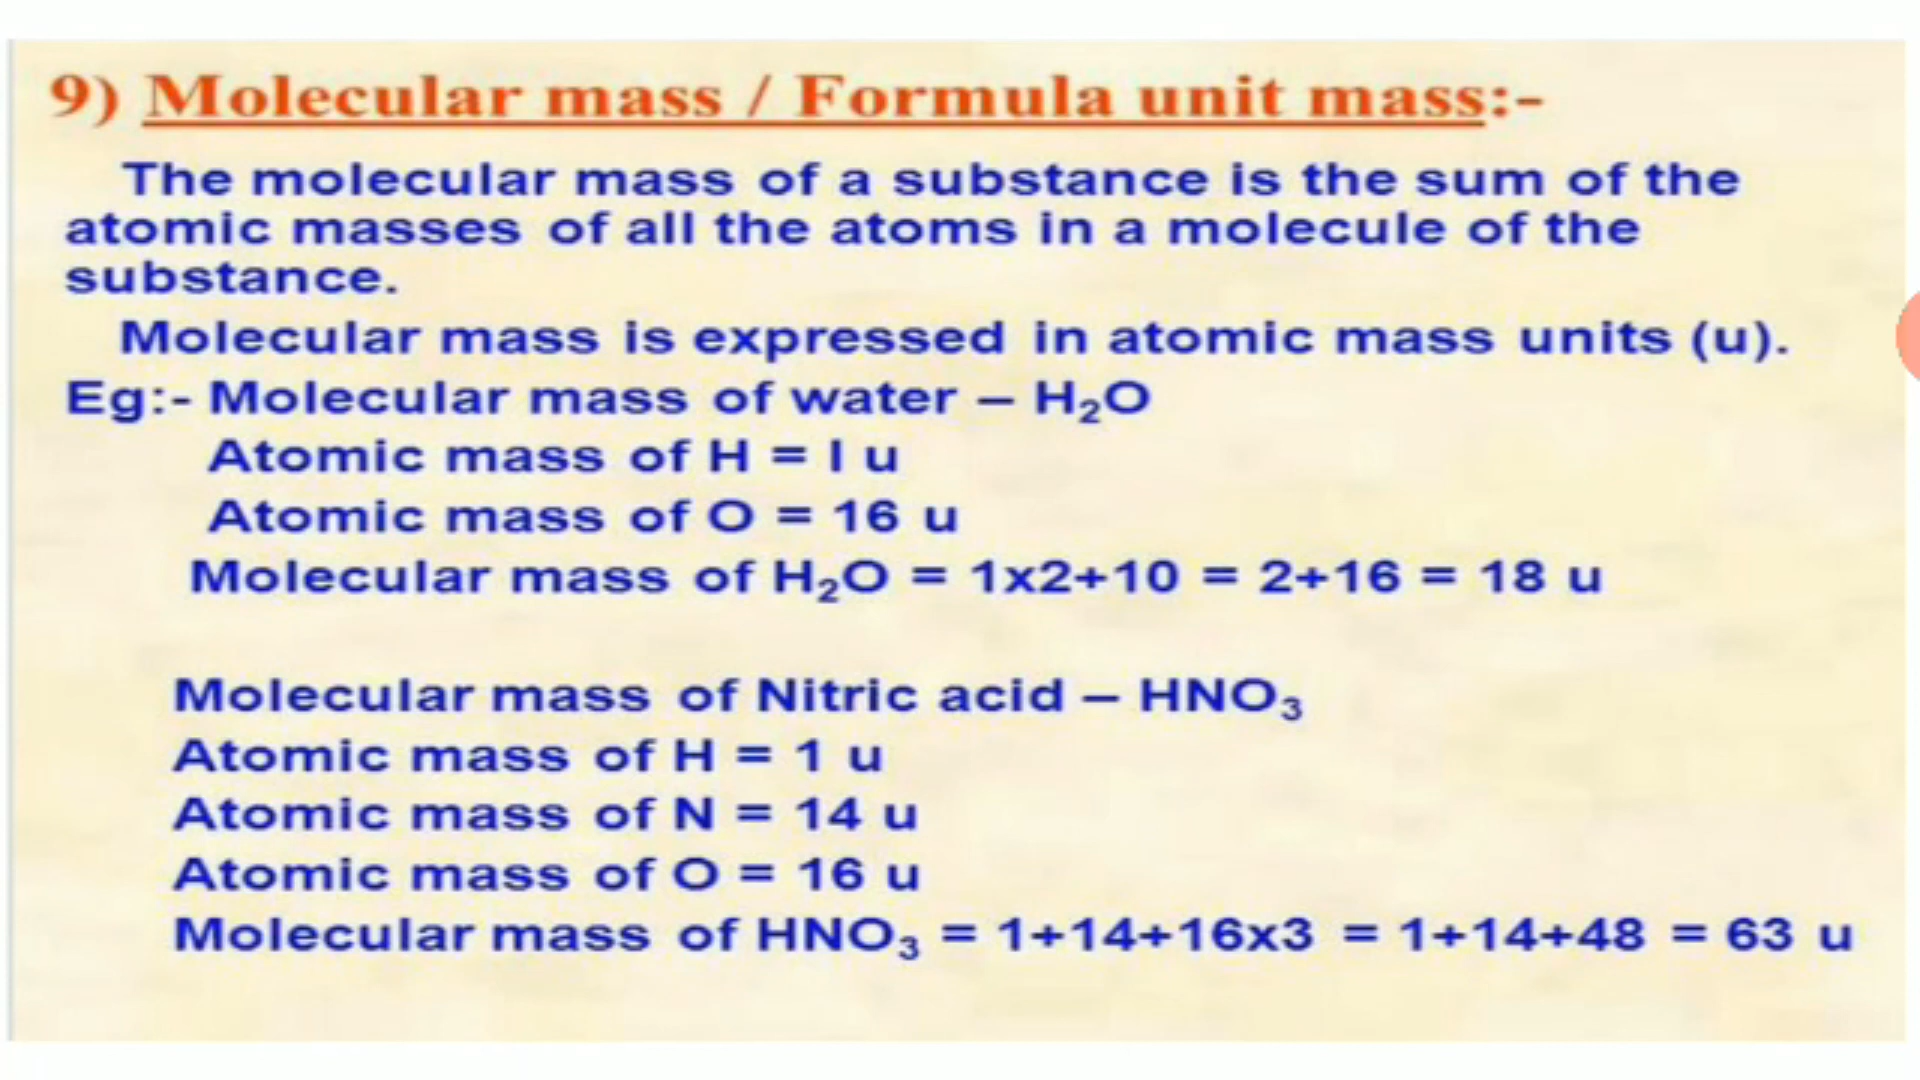 9) Molecular mass / Formula unit mass:-
The molecular mass of a substance is the sum of the
atomic masses of all the atoms in a molecule of the
substance.
Molecular mass is expressed in atomic mass units (u).
Eg:- Molecular mass of water – H₂O
Atomic mass of H = I u
Atomic mass of O = 16 u
Molecular mass of H₂O = 1x2+10 = 2+16 = 18 u
Molecular mass of Nitric acid – HNO₃
Atomic mass of H = 1 u
Atomic mass of N = 14 u
Atomic mass of O = 16 u
Molecular mass of HNO₃ = 1+14+16x3 = 1+14+48 = 63 u